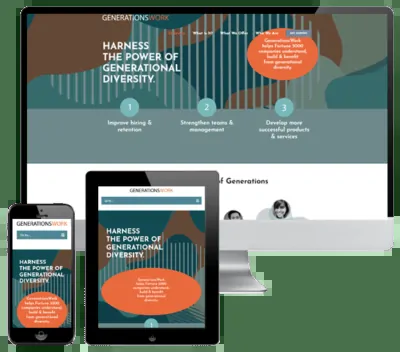 GENERATIONSWORK
What is GI? What We Offer Who We Are
HARNESS
THE POWER OF
GENERATIONAL
DIVERSITY.
GenerationsWork
helps Fortune 2000
companies understand,
build & benefit
from generational
diversity.
1 2 3
Improve hiring &
retention
Strengthen teams &
management
Develop more
successful products
& services
of Generations
GENERATIONSWORK
HARNESS
THE POWER OF
GENERATIONAL
DIVERSITY.
GenerationsWork
helps Fortune 2000
companies understand,
build & benefit
from generational
diversity.
1
GENERATIONSWORK
HARNESS
THE POWER OF
GENERATIONAL
DIVERSITY.
GenerationsWork
helps Fortune 2000
companies understand,
build & benefit
from generational
diversity.